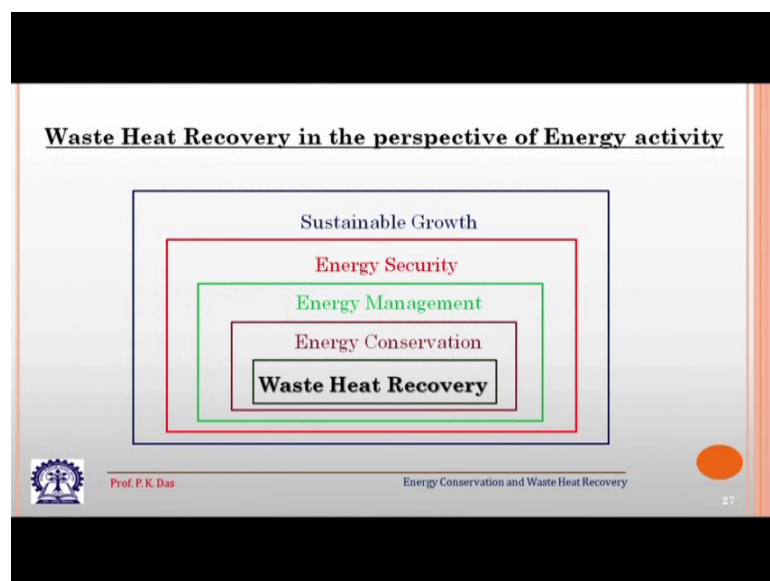 Waste Heat Recovery in the perspective of Energy activity
Sustainable Growth
Energy Security
Energy Management
Energy Conservation
Waste Heat Recovery
Prof. P. K. Das
Energy Conservation and Waste Heat Recovery
27